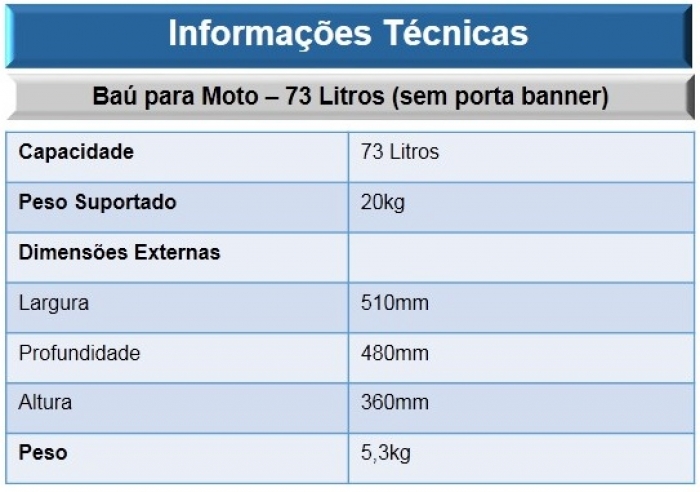 Informações Técnicas
Baú para Moto – 73 Litros (sem porta banner)
Capacidade 73 Litros
Peso Suportado 20kg
Dimensões Externas
Largura 510mm
Profundidade 480mm
Altura 360mm
Peso 5,3kg